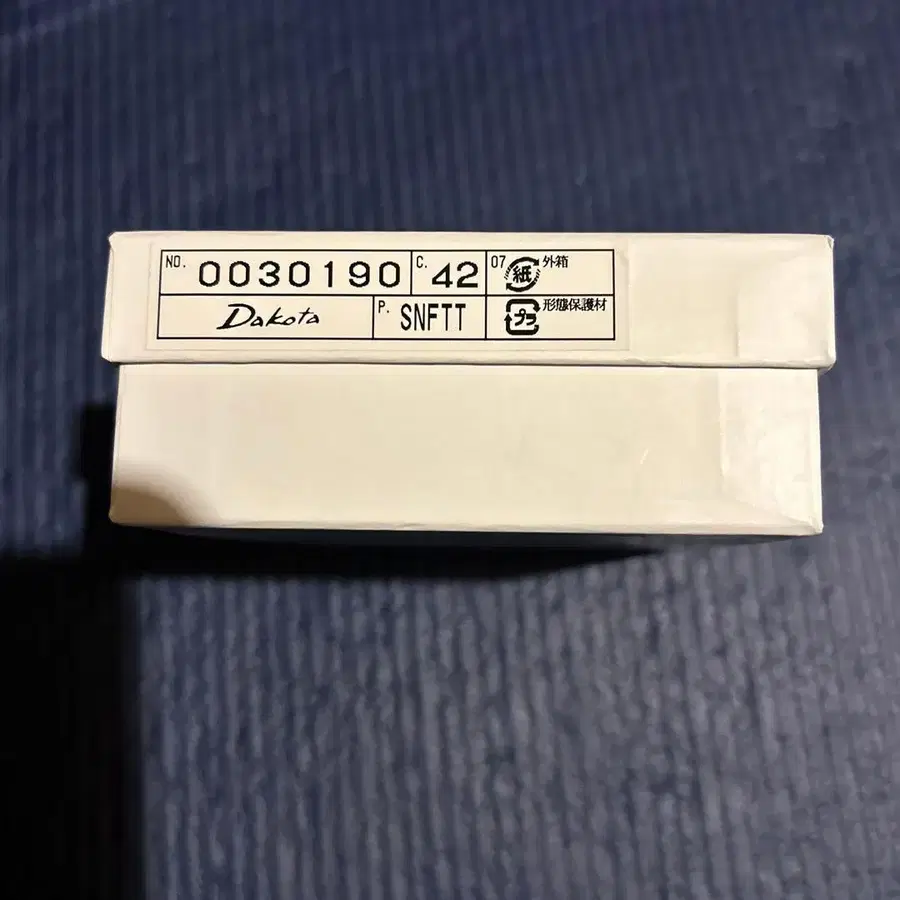 NO. 0030190 C. 42 07 紙 外箱
Dakota P. SNFTT プラ 形態保護材